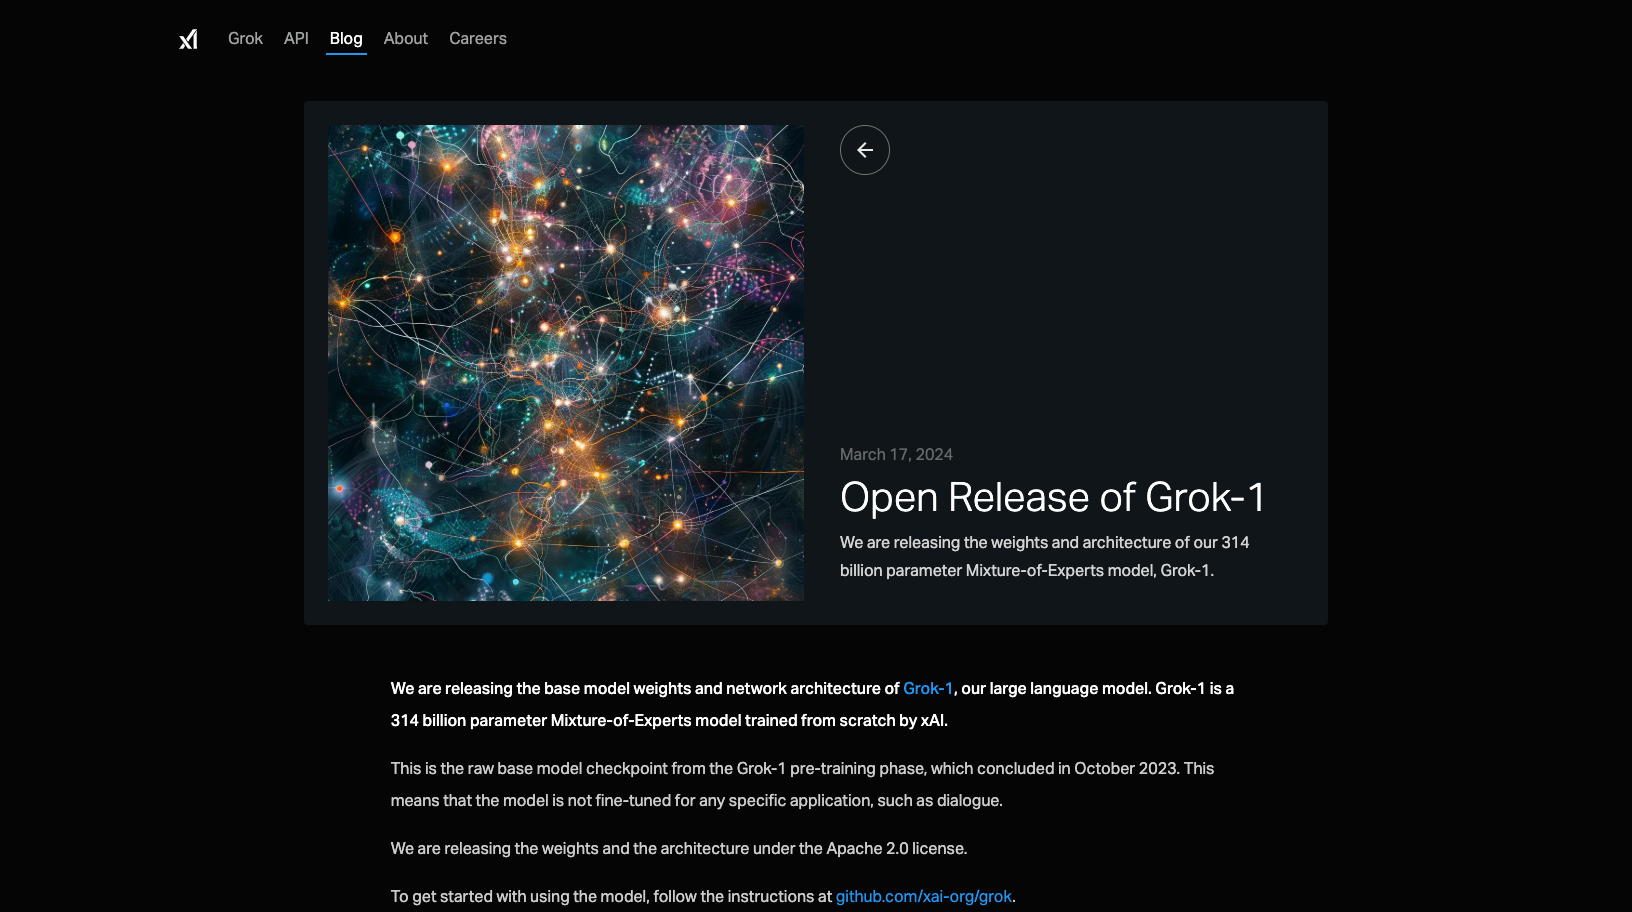 xI
Grok API Blog About Careers
March 17, 2024
Open Release of Grok-1
We are releasing the weights and architecture of our 314
billion parameter Mixture-of-Experts model, Grok-1.
We are releasing the base model weights and network architecture of Grok-1, our large language model. Grok-1 is a
314 billion parameter Mixture-of-Experts model trained from scratch by xAI.
This is the raw base model checkpoint from the Grok-1 pre-training phase, which concluded in October 2023. This
means that the model is not fine-tuned for any specific application, such as dialogue.
We are releasing the weights and the architecture under the Apache 2.0 license.
To get started with using the model, follow the instructions at github.com/xai-org/grok.